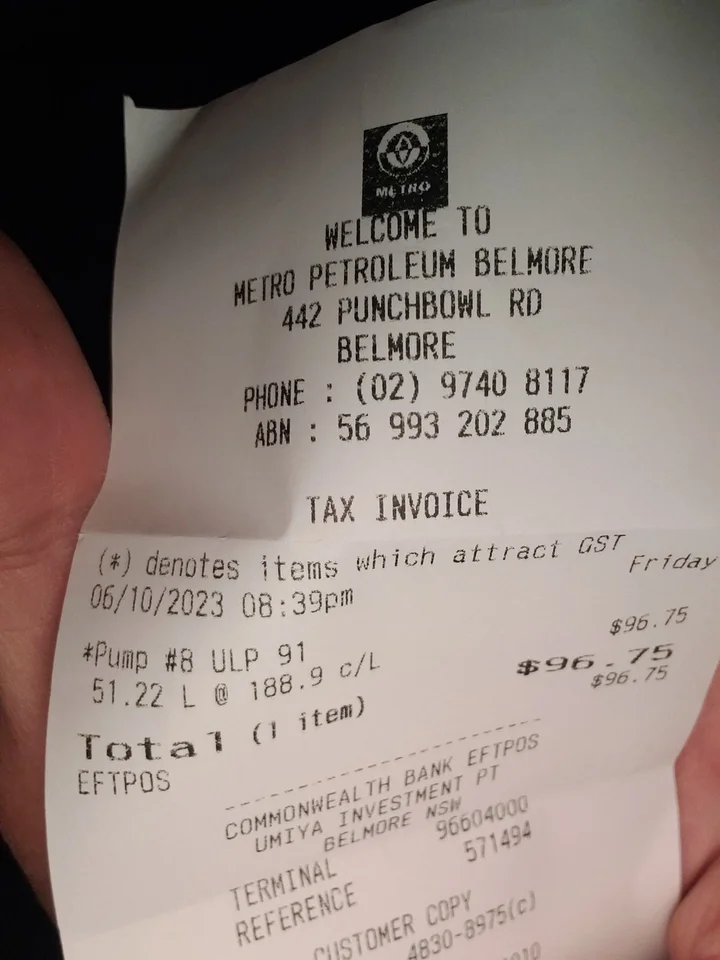 METRO
WELCOME TO
METRO PETROLEUM BELMORE
442 PUNCHBOWL RD
BELMORE
PHONE : (02) 9740 8117
ABN : 56 993 202 885
TAX INVOICE
(*) denotes items which attract GST
06/10/2023 08:39pm Friday
*Pump #8 ULP 91 $96.75
51.22 L @ 188.9 c/L
Total (1 item) $96.75
EFTPOS $96.75
--------------------------------
COMMONWEALTH BANK EFTPOS
UMIYA INVESTMENT PT
BELMORE NSW
TERMINAL 96604000
REFERENCE 571494
CUSTOMER COPY
4830-8975(c)